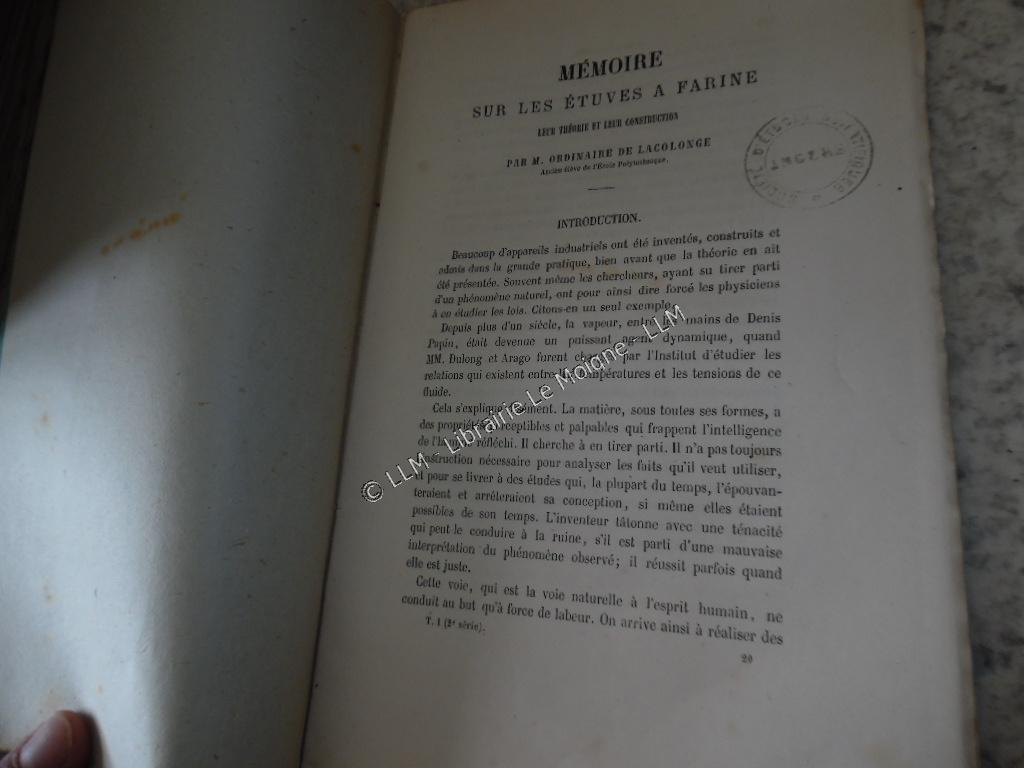 MÉMOIRE
SUR LES ÉTUVES A FARINE
LEUR THÉORIE ET LEUR CONSTRUCTION
PAR M. ORDINAIRE DE LACOLONGE
Ancien élève de l'École Polytechnique.
INTRODUCTION.
Beaucoup d'appareils industriels ont été inventés, construits et
admis dans la grande pratique, bien avant que la théorie en ait
été présentée. Souvent même les chercheurs, ayant su tirer parti
d'un phénomène naturel, ont pour ainsi dire forcé les physiciens
à en étudier les lois. Citons-en un seul exemple.
Depuis plus d'un siècle, la vapeur, entre les mains de Denis
Papin, était devenue un puissant agent dynamique, quand
MM. Dulong et Arago furent par l'Institut d'étudier les
relations qui existent entre les températures et les tensions de ce
fluide.
Cela s'explique aisément. La matière, sous toutes ses formes, a
des propriétés perceptibles et palpables qui frappent l'intelligence
de l'homme réfléchi. Il cherche à en tirer parti. Il n'a pas toujours
l'instruction nécessaire pour analyser les faits qu'il veut utiliser,
et pour se livrer à des études qui, la plupart du temps, l'épouvan-
teraient et arrêteraient sa conception, si même elles étaient
possibles de son temps. L'inventeur tâtonne avec une ténacité
qui peut le conduire à la ruine, s'il est parti d'une mauvaise
interprétation du phénomène observé; il réussit parfois quand
elle est juste.
Cette voie, qui est la voie naturelle à l'esprit humain, ne
conduit au but qu'à force de labeur. On arrive ainsi à réaliser des
T. I (2e série).
20
© LLM - Librairie Le Moine - LLM